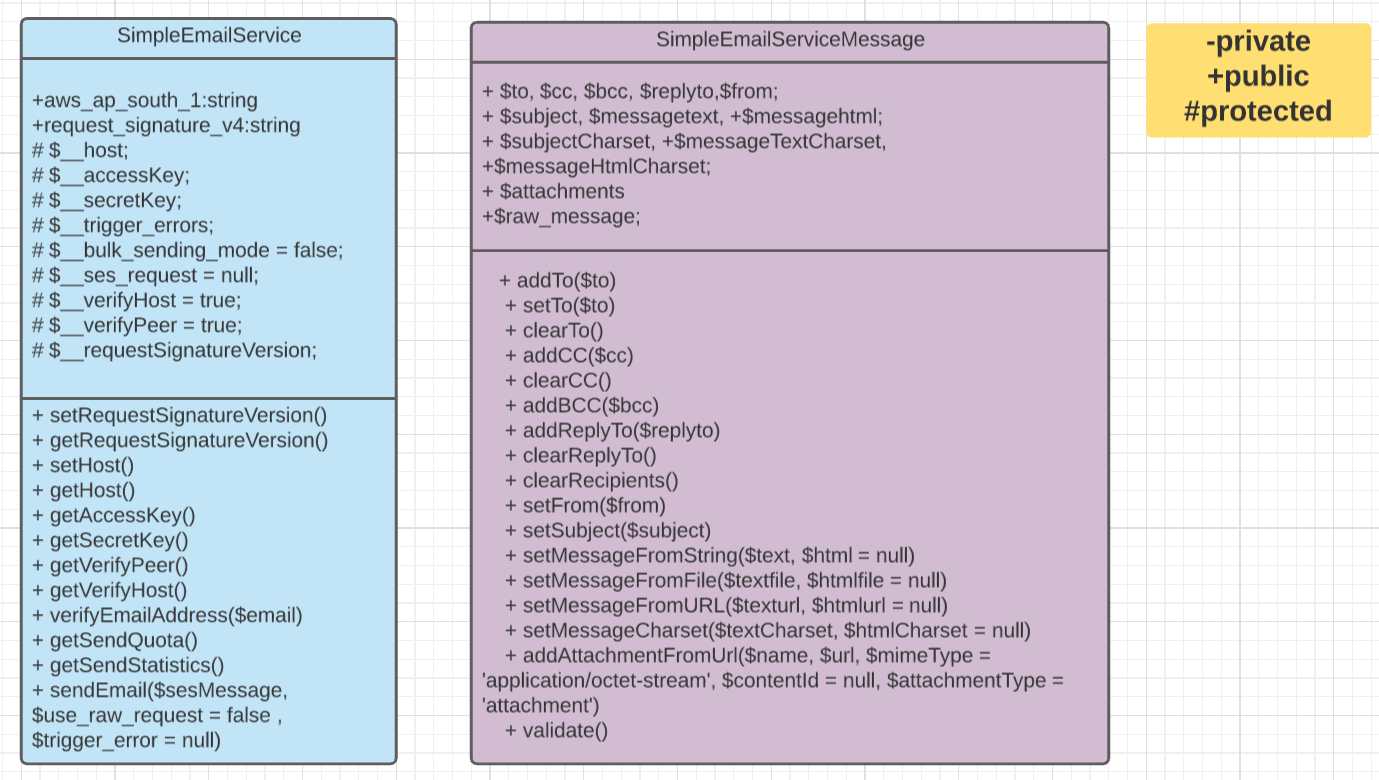 SimpleEmailService
+aws_ap_south_1:string
+request_signature_v4:string
# $__host;
# $__accessKey;
# $__secretKey;
# $__trigger_errors;
# $__bulk_sending_mode = false;
# $__ses_request = null;
# $__verifyHost = true;
# $__verifyPeer = true;
# $__requestSignatureVersion;
+ setRequestSignatureVersion()
+ getRequestSignatureVersion()
+ setHost()
+ getHost()
+ getAccessKey()
+ getSecretKey()
+ getVerifyPeer()
+ getVerifyHost()
+ verifyEmailAddress($email)
+ getSendQuota()
+ getSendStatistics()
+ sendEmail($sesMessage,
$use_raw_request = false ,
$trigger_error = null)
SimpleEmailServiceMessage
+ $to, $cc, $bcc, $replyto,$from;
+ $subject, $messagetext, +$messagehtml;
+ $subjectCharset, +$messageTextCharset,
+$messageHtmlCharset;
+ $attachments
+$raw_message;
+ addTo($to)
+ setTo($to)
+ clearTo()
+ addCC($cc)
+ clearCC()
+ addBCC($bcc)
+ addReplyTo($replyto)
+ clearReplyTo()
+ clearRecipients()
+ setFrom($from)
+ setSubject($subject)
+ setMessageFromString($text, $html = null)
+ setMessageFromFile($textfile, $htmlfile = null)
+ setMessageFromURL($texturl, $htmlurl = null)
+ setMessageCharset($textCharset, $htmlCharset = null)
+ addAttachmentFromUrl($name, $url, $mimeType =
'application/octet-stream', $contentId = null, $attachmentType =
'attachment')
+ validate()
-private
+public
#protected